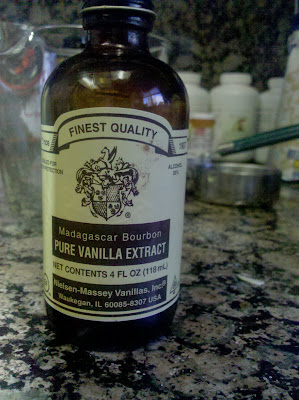 FINEST QUALITY
ALCOHOL
35%
®
Madagascar Bourbon
PURE VANILLA EXTRACT
NET CONTENTS 4 FL OZ (118 mL)
Nielsen-Massey Vanillas, Inc.®
Waukegan, IL 60085-8307 USA